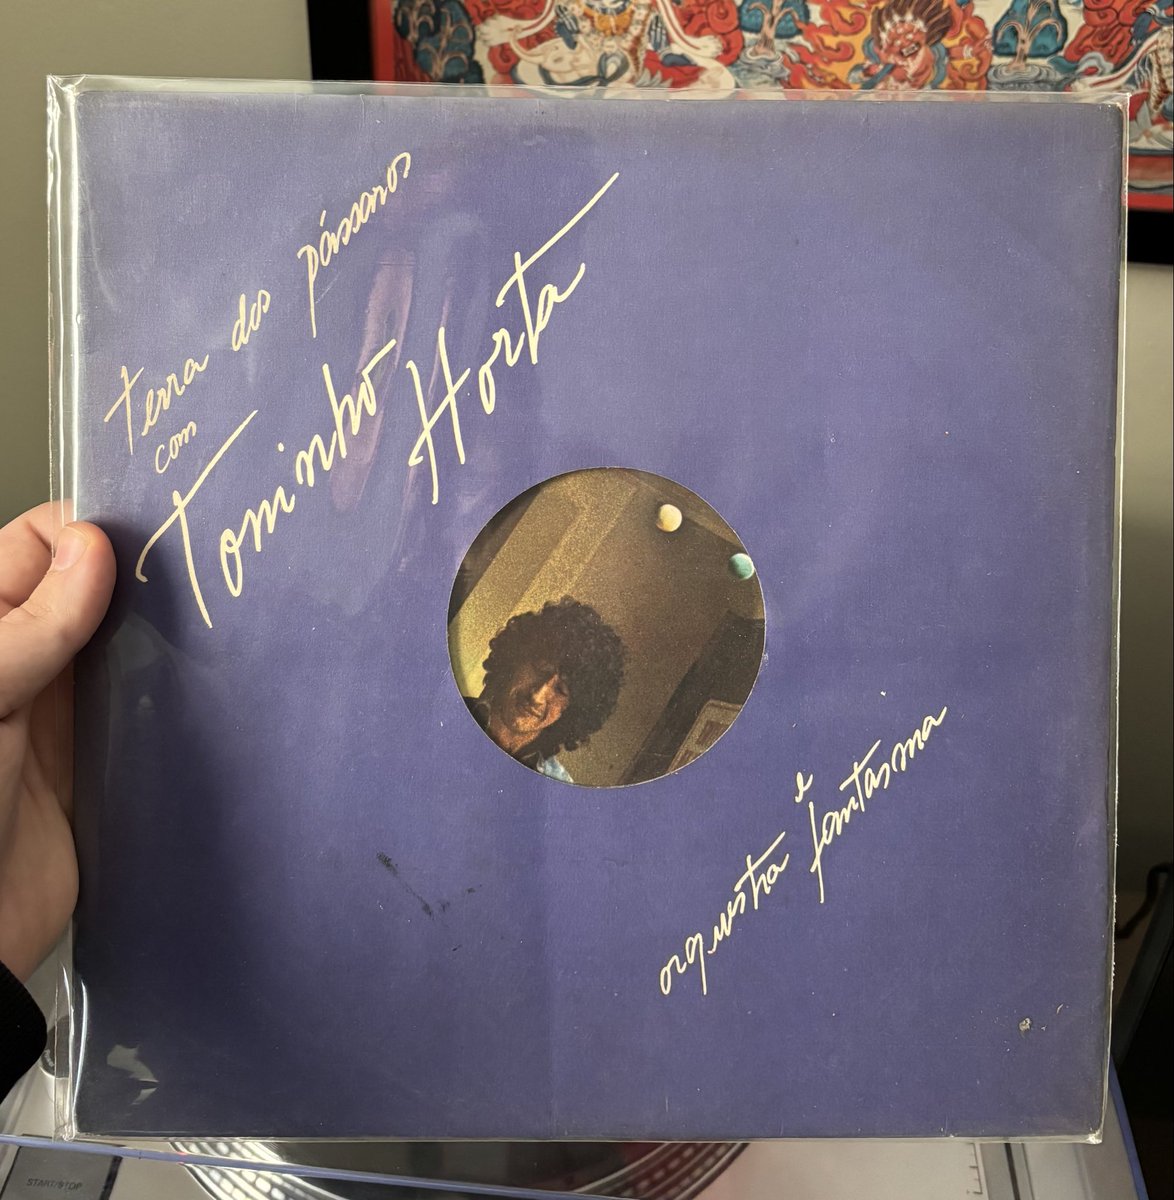 terra dos pássaros
com
Toninho Horta
e
orquestra fantasma
START/STOP